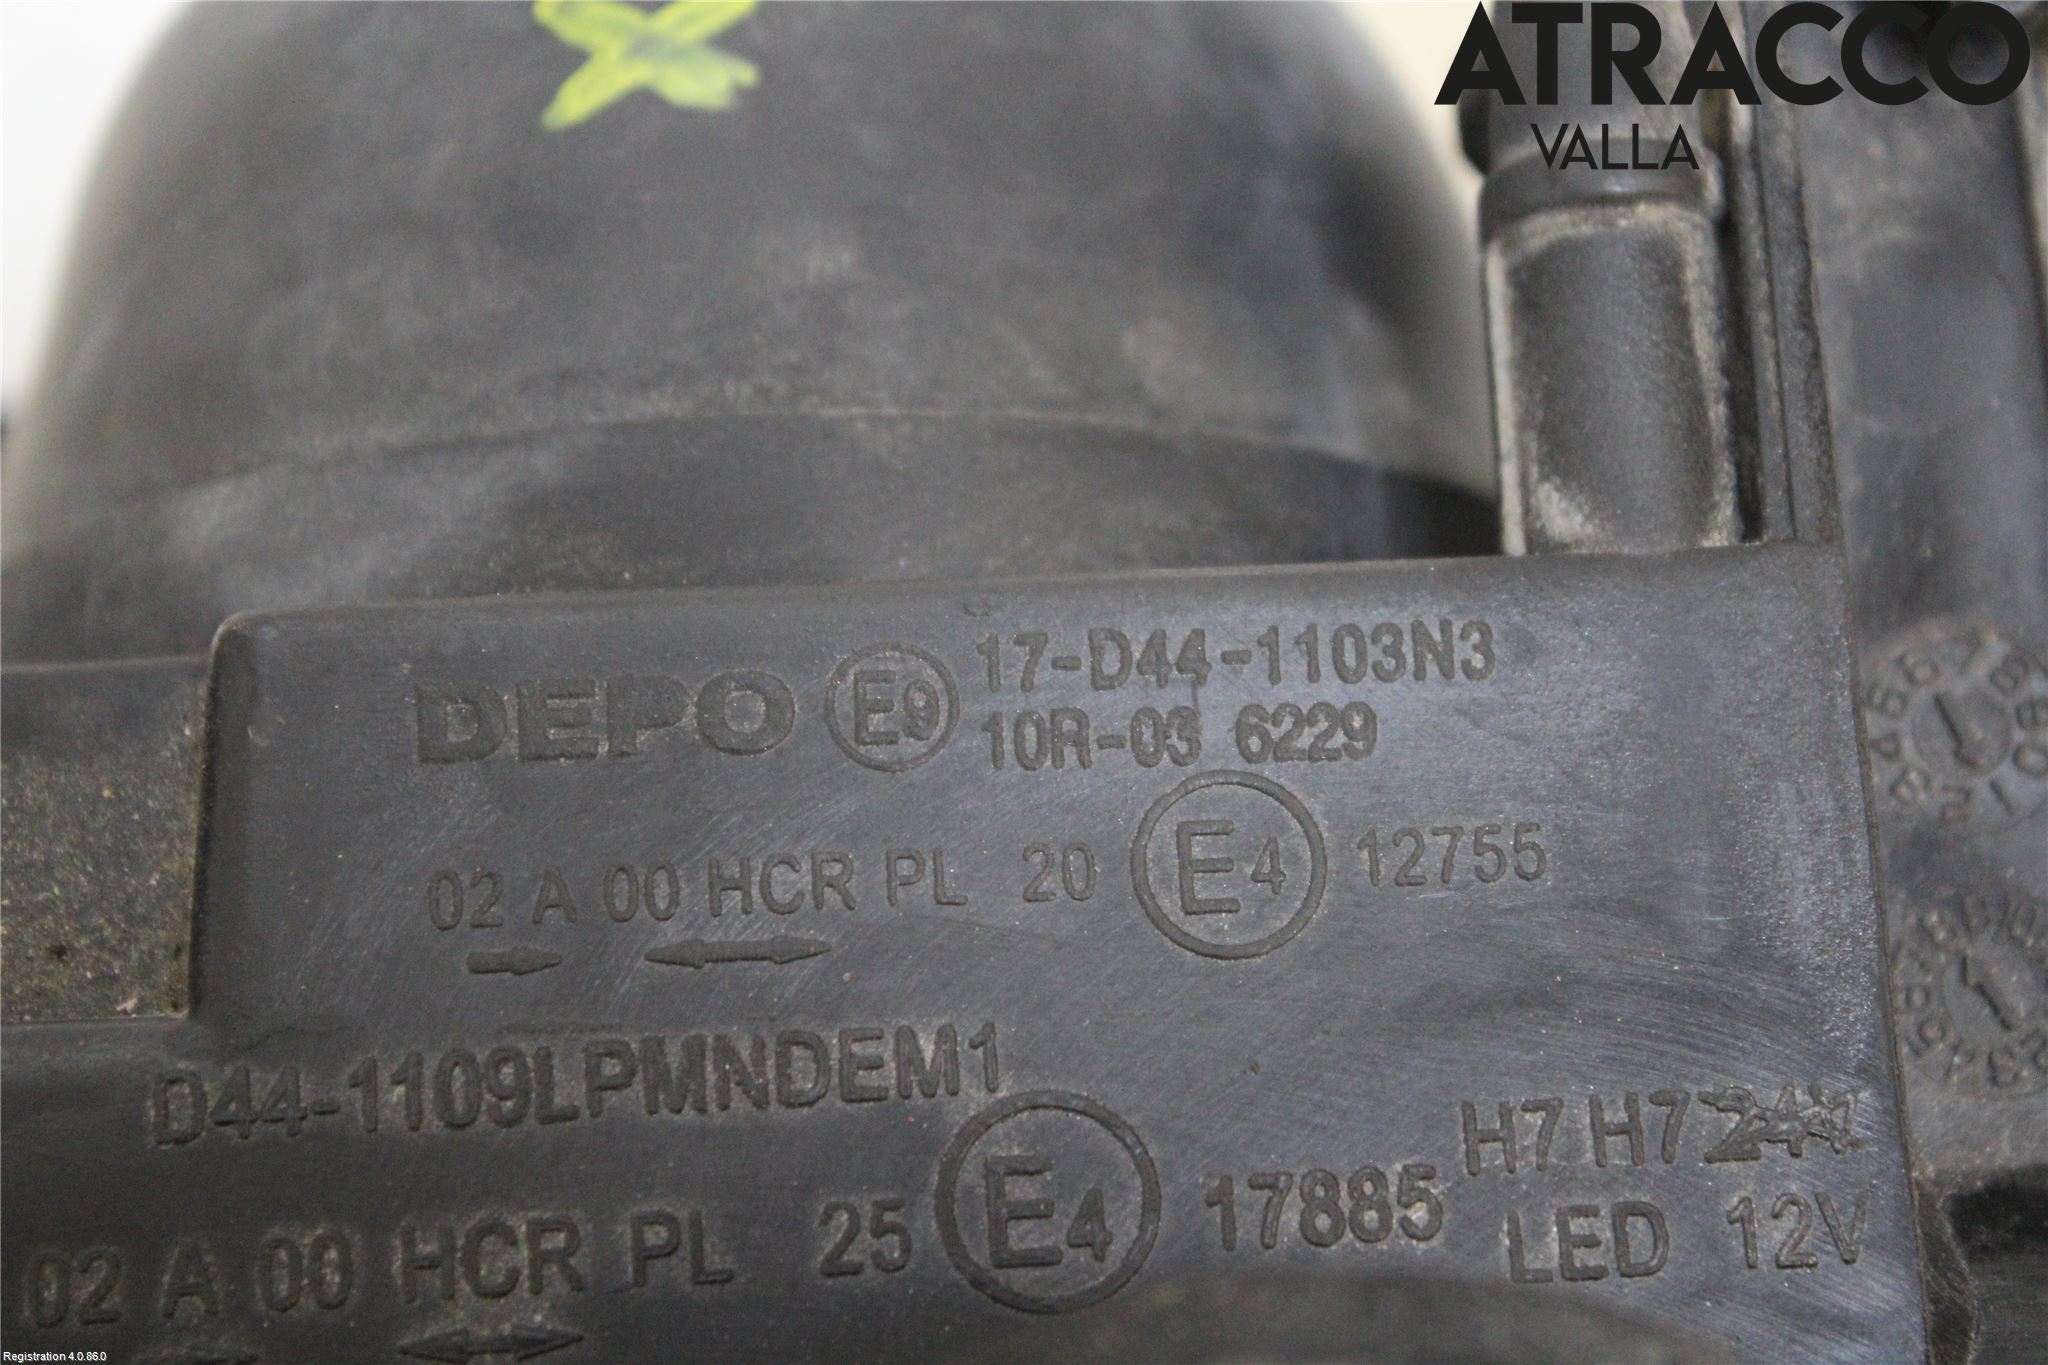 ATRACCO
VALLA
DEPO E9 17-D44-1103N3
10R-03 6229
02 A 00 HCR PL 20 E4 12755
D44-1109LPMNDEM1
H7 H7
02 A 00 HCR PL 25 E4 17885
LED 12V
Registration 4.0.86.0